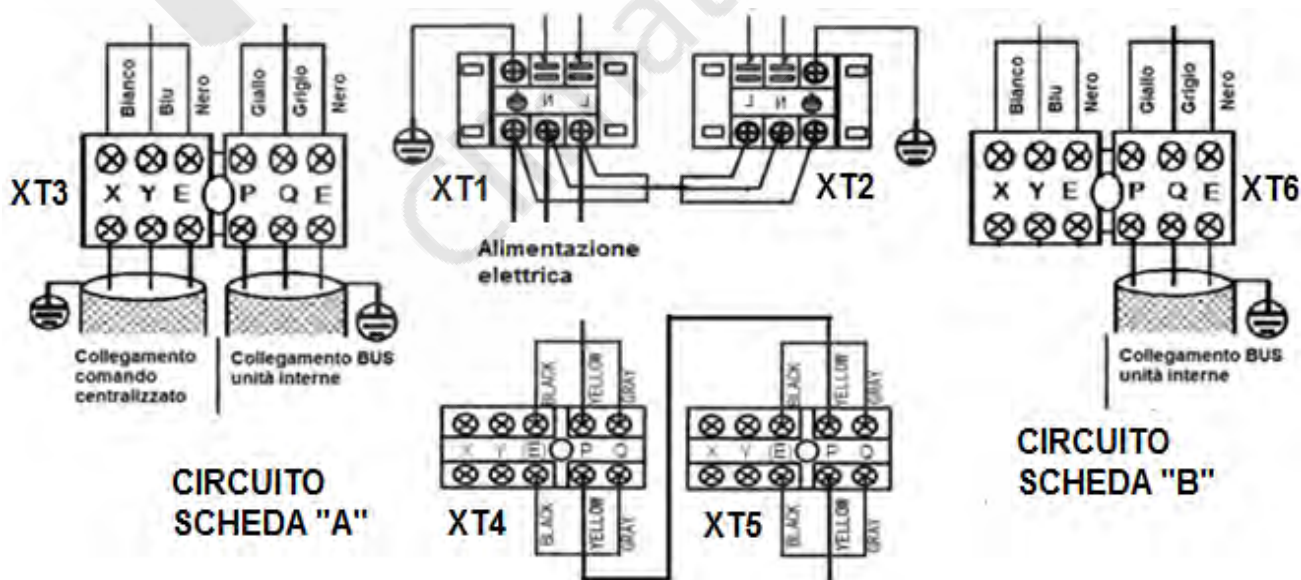 Bianco
Blu
Nero
Giallo
Grigio
Nero
XT3
X Y E P Q E
Collegamento
comando
centralizzato
Collegamento BUS
unità interne
CIRCUITO
SCHEDA "A"
N L
XT1
Alimentazione
elettrica
L N
XT2
BLACK
YELLOW
GRAY
X Y E P Q
XT4
BLACK
YELLOW
GRAY
BLACK
YELLOW
GRAY
X Y E P Q
XT5
BLACK
YELLOW
GRAY
Bianco
Blu
Nero
Giallo
Grigio
Nero
X Y E P Q E
XT6
Collegamento BUS
unità interne
CIRCUITO
SCHEDA "B"